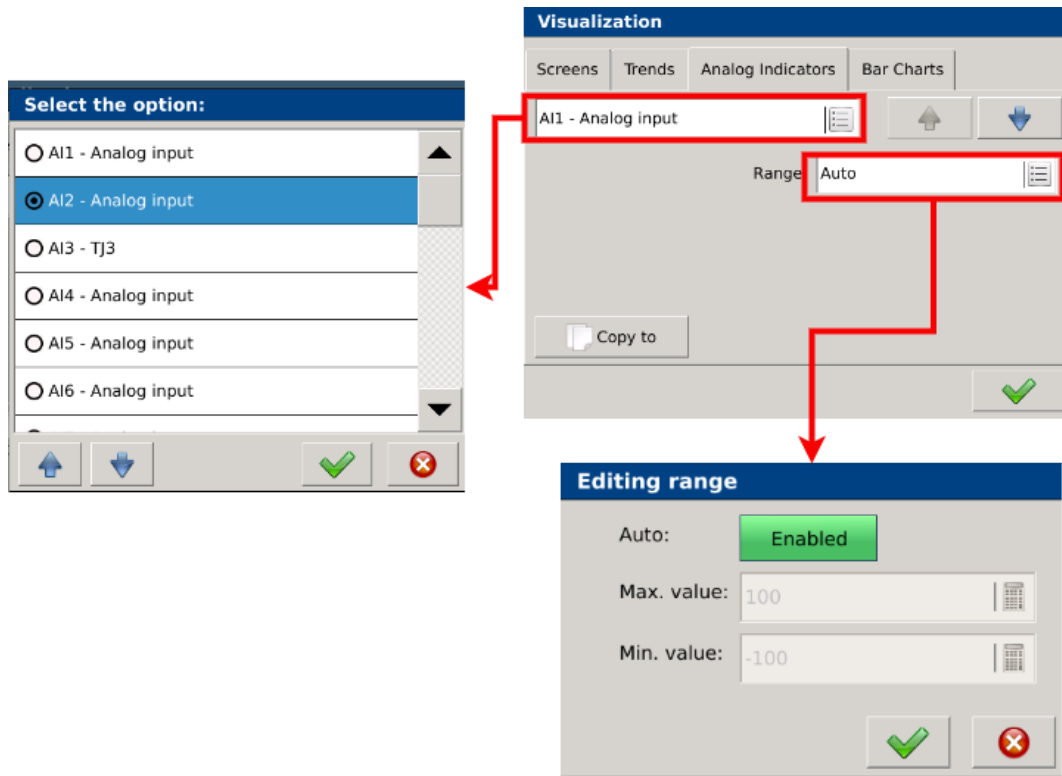 Visualization
Screens Trends Analog Indicators Bar Charts
AI1 - Analog input
Range Auto
Copy to
Select the option:
AI1 - Analog input
AI2 - Analog input
AI3 - TJ3
AI4 - Analog input
AI5 - Analog input
AI6 - Analog input
Editing range
Auto: Enabled
Max. value: 100
Min. value: -100